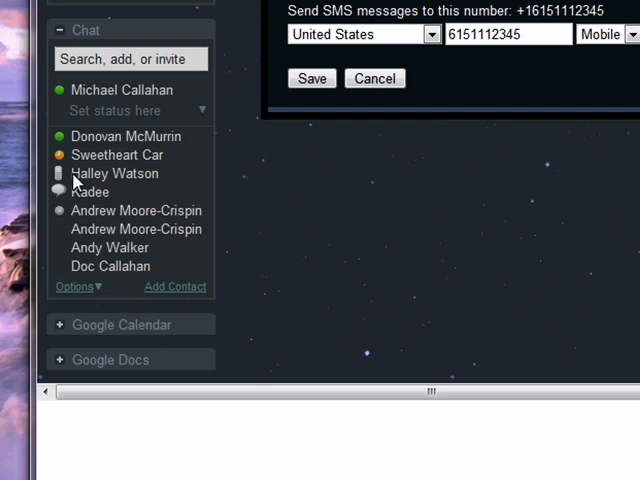 Chat
Search, add, or invite
Michael Callahan
Set status here
Donovan McMurrin
Sweetheart Car
Halley Watson
Kadee
Andrew Moore-Crispin
Andrew Moore-Crispin
Andy Walker
Doc Callahan
Options
Add Contact
Google Calendar
Google Docs
Send SMS messages to this number: +16151112345
United States 6151112345 Mobile
Save Cancel